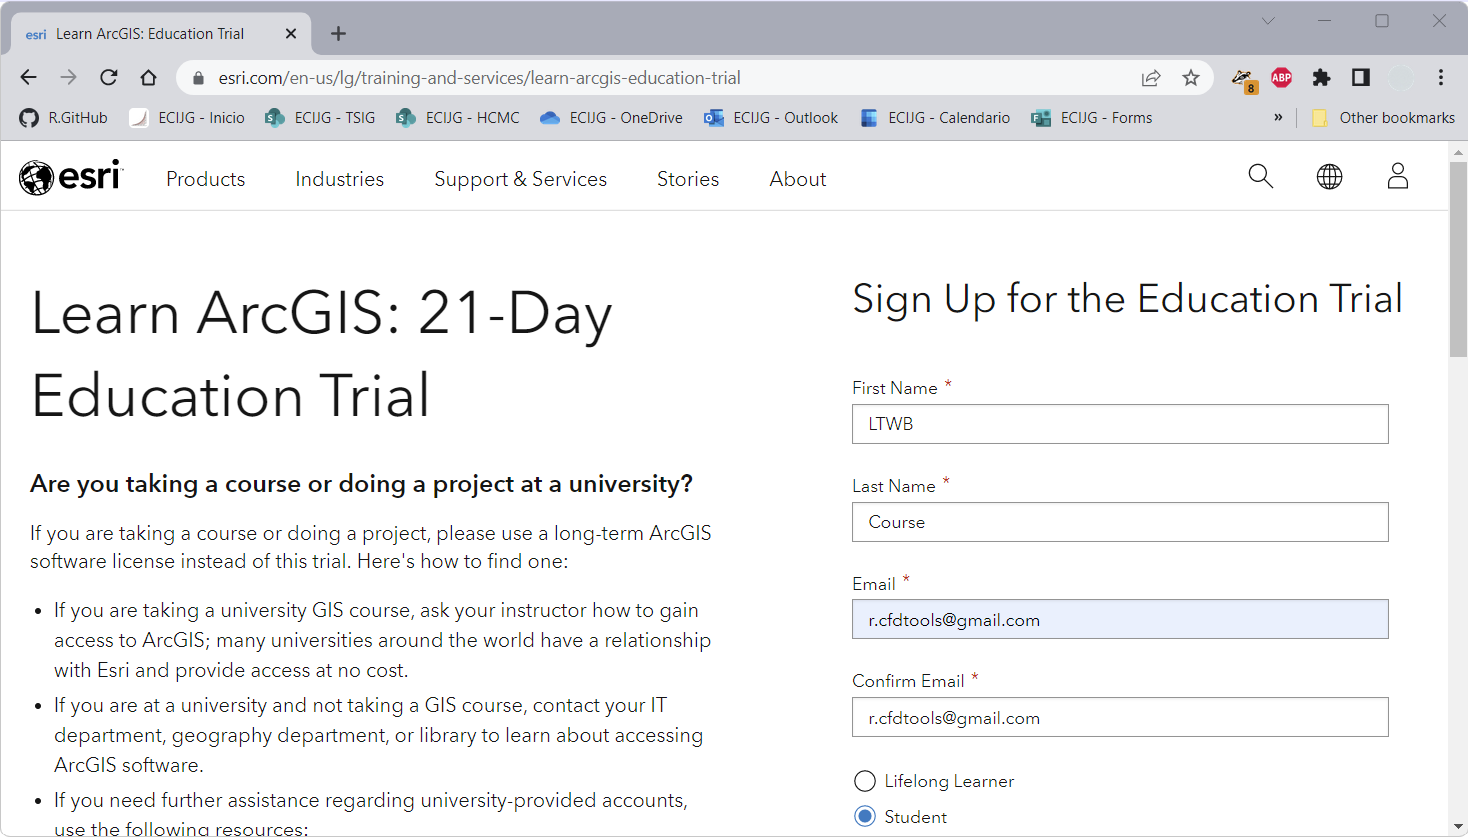 esri Learn ArcGIS: Education Trial
esri.com/en-us/lg/training-and-services/learn-arcgis-education-trial
8
ABP
R.GitHub
ECIJG - Inicio
ECIJG - TSIG
ECIJG - HCMC
ECIJG - OneDrive
ECIJG - Outlook
ECIJG - Calendario
ECIJG - Forms
»
Other bookmarks
esri
Products
Industries
Support & Services
Stories
About
Learn ArcGIS: 21-Day
Education Trial
Are you taking a course or doing a project at a university?
If you are taking a course or doing a project, please use a long-term ArcGIS
software license instead of this trial. Here's how to find one:
• If you are taking a university GIS course, ask your instructor how to gain
access to ArcGIS; many universities around the world have a relationship
with Esri and provide access at no cost.
• If you are at a university and not taking a GIS course, contact your IT
department, geography department, or library to learn about accessing
ArcGIS software.
• If you need further assistance regarding university-provided accounts,
use the following resources:
Sign Up for the Education Trial
First Name *
LTWB
Last Name *
Course
Email *
r.cfdtools@gmail.com
Confirm Email *
r.cfdtools@gmail.com
Lifelong Learner
Student